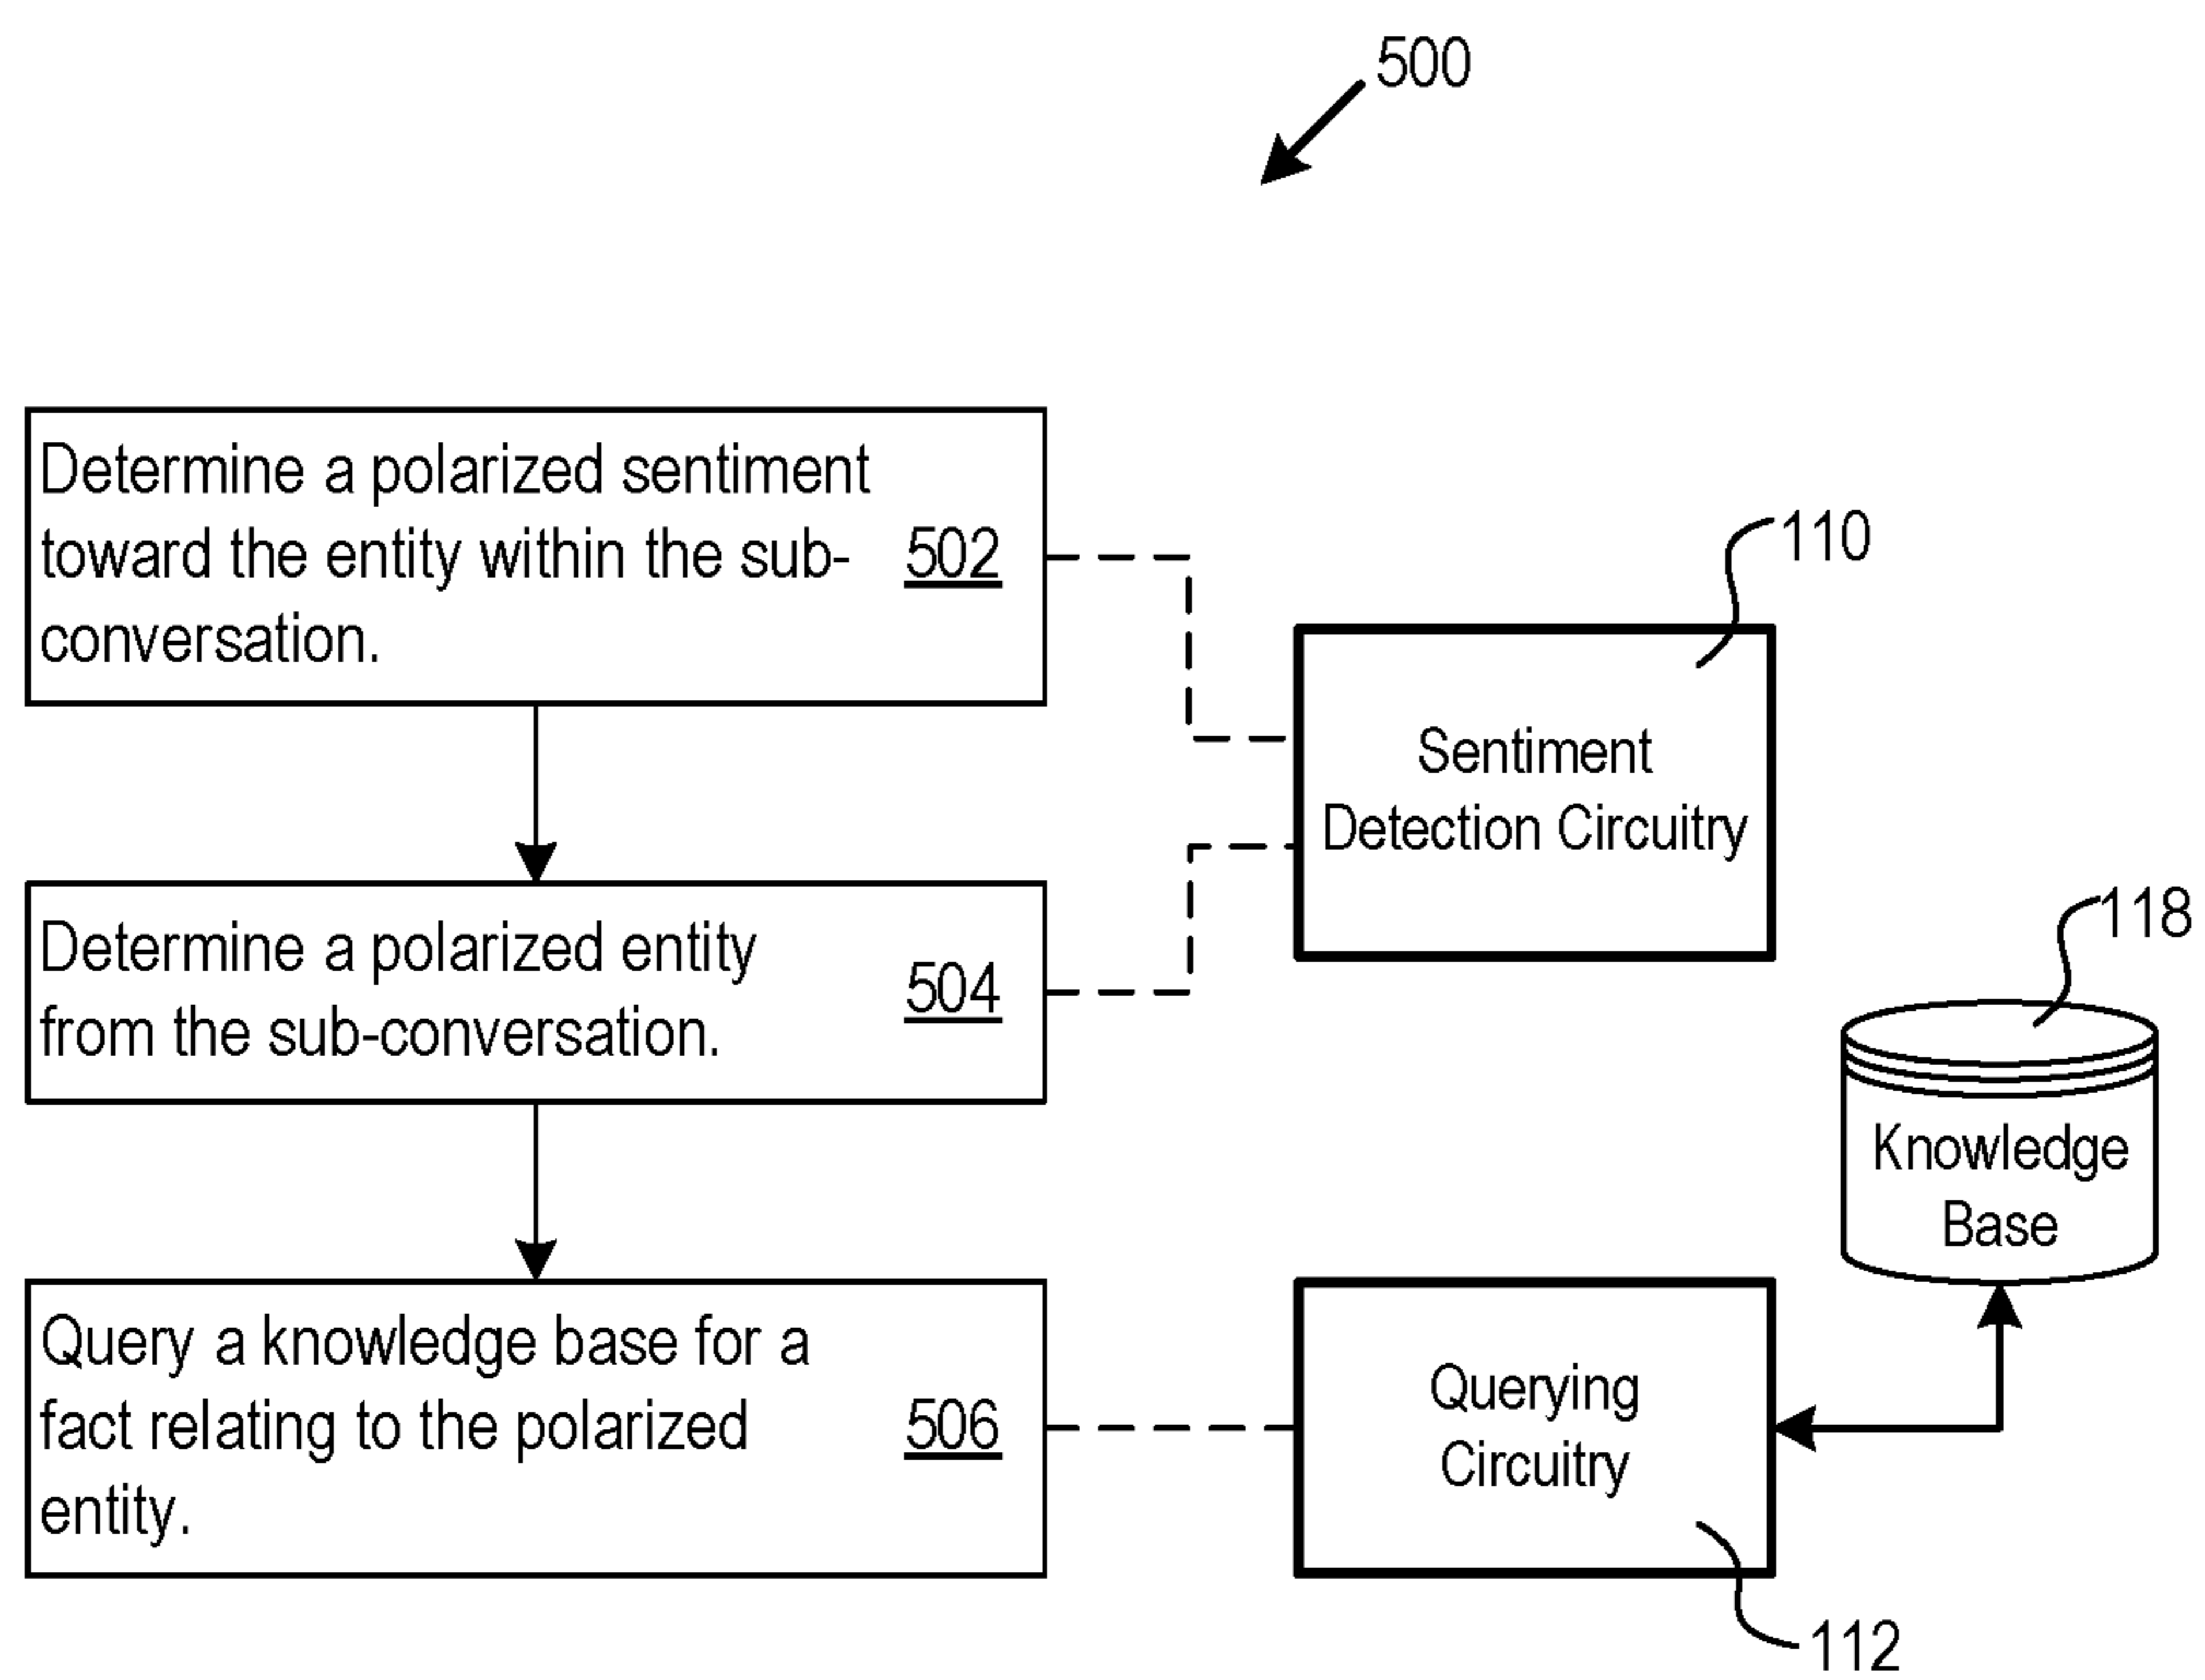 500
Determine a polarized sentiment
toward the entity within the sub-
conversation.
502
110
Sentiment
Detection Circuitry
Determine a polarized entity
from the sub-conversation.
504
118
Knowledge
Base
Query a knowledge base for a
fact relating to the polarized
entity.
506
Querying
Circuitry
112